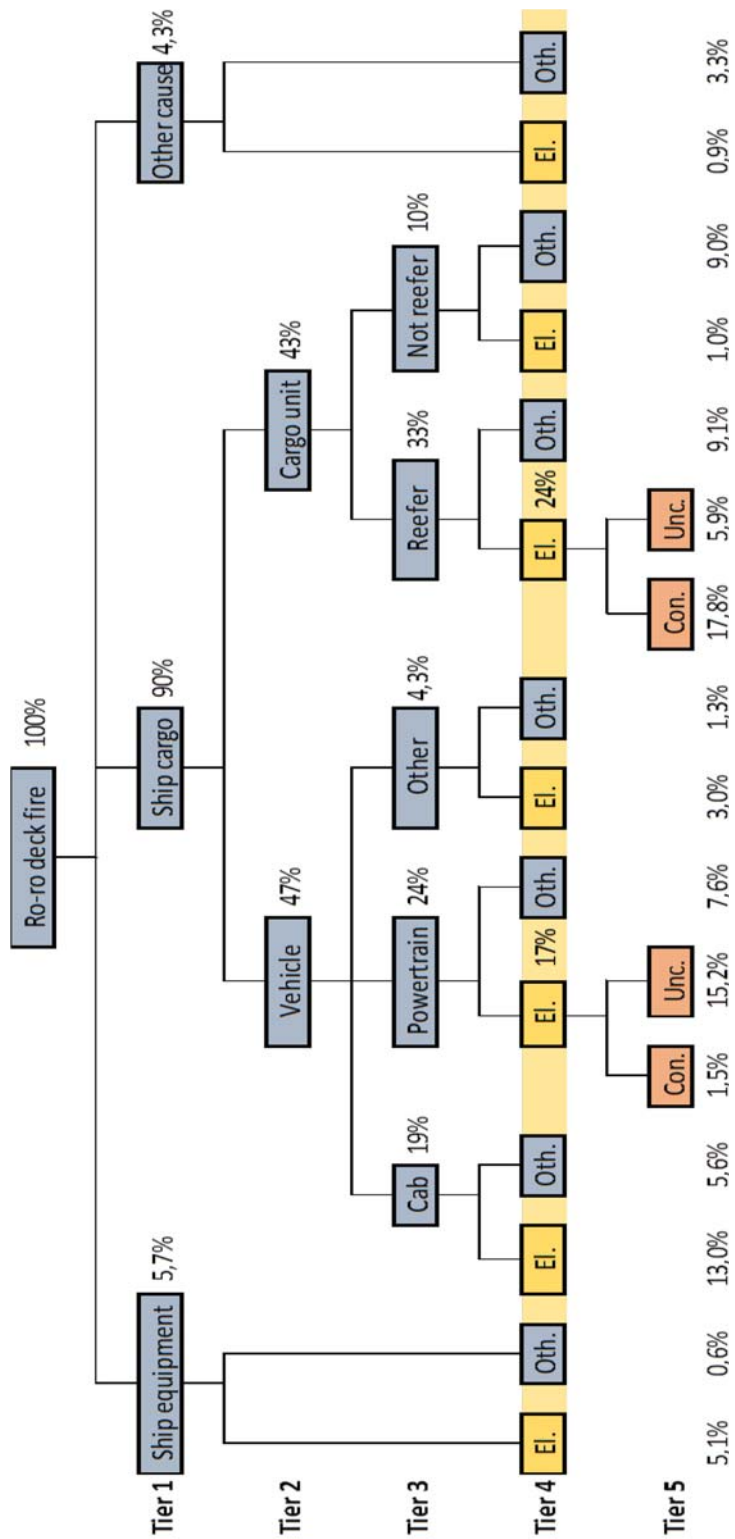 Ro-ro deck fire 100%
Tier 1 Ship equipment 5,7% Ship cargo 90% Other cause 4,3%
Tier 2 Vehicle 47% Cargo unit 43%
Tier 3 Cab 19% Powertrain 24% Other 4,3% Reefer 33% Not reefer 10%
Tier 4 El. Oth. El. Oth. El. 17% Oth. El. Oth. El. 24% Oth. El. Oth. El. Oth.
Tier 5 Con. Unc. Con. Unc.
5,1% 0,6% 13,0% 5,6% 1,5% 15,2% 7,6% 3,0% 1,3% 17,8% 5,9% 9,1% 1,0% 9,0% 0,9% 3,3%